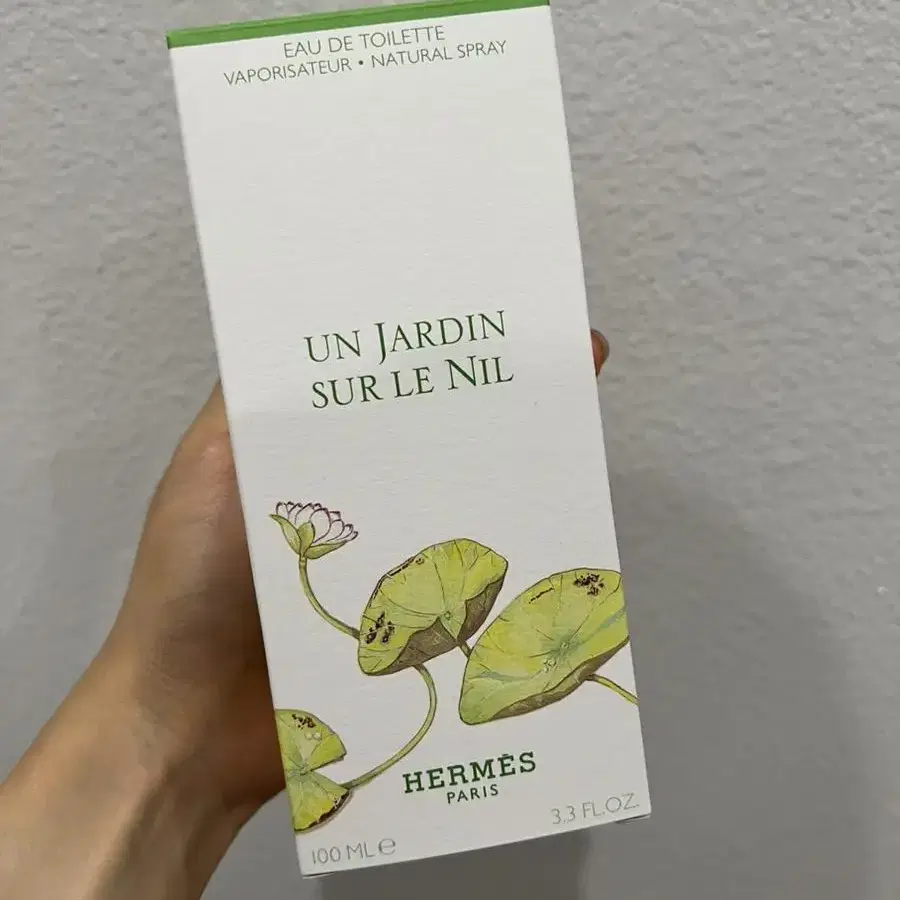 EAU DE TOILETTE
VAPORISATEUR • NATURAL SPRAY
UN JARDIN
SUR LE NIL
HERMÈS
PARIS
3.3 FL.OZ.
100 ML ℮